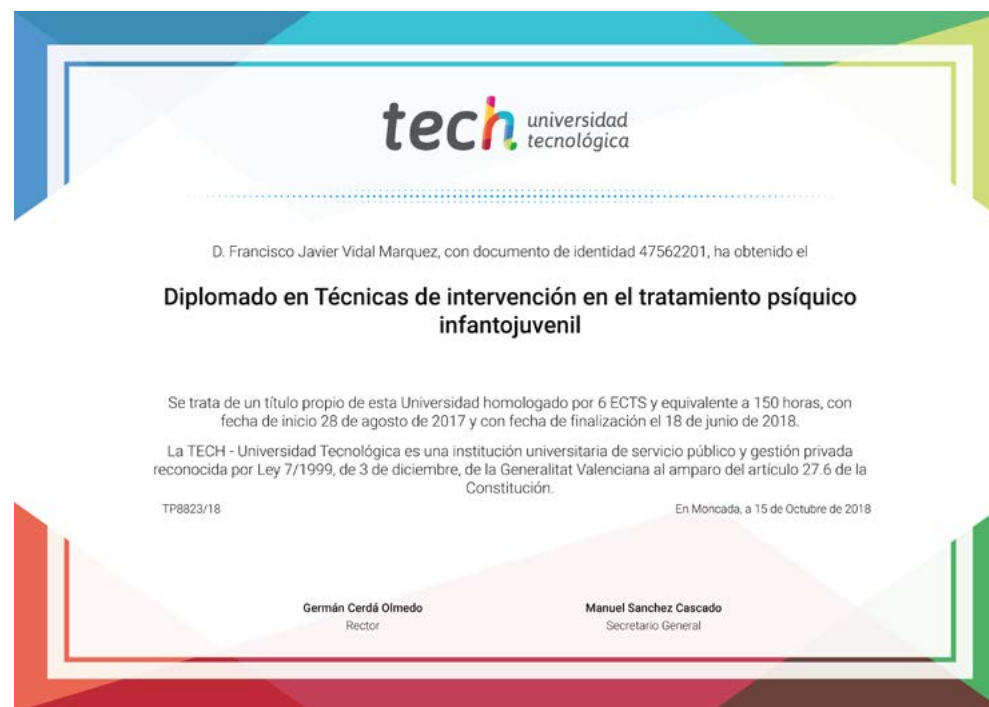 tech universidad
tecnológica
D. Francisco Javier Vidal Marquez, con documento de identidad 47562201, ha obtenido el
Diplomado en Técnicas de intervención en el tratamiento psíquico
infantojuvenil
Se trata de un título propio de esta Universidad homologado por 6 ECTS y equivalente a 150 horas, con
fecha de inicio 28 de agosto de 2017 y con fecha de finalización el 18 de junio de 2018.
La TECH - Universidad Tecnológica es una institución universitaria de servicio público y gestión privada
reconocida por Ley 7/1999, de 3 de diciembre, de la Generalitat Valenciana al amparo del artículo 27.6 de la
Constitución.
TP8823/18 En Moncada, a 15 de Octubre de 2018
Germán Cerdá Olmedo Manuel Sanchez Cascado
Rector Secretario General